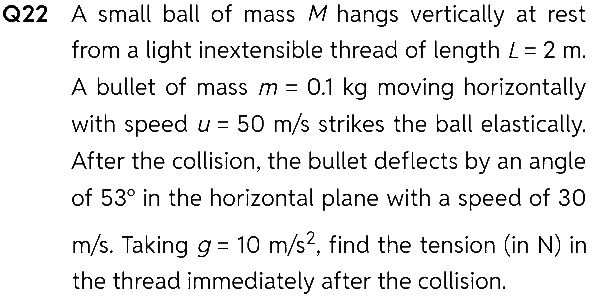 Q22 A small ball of mass M hangs vertically at rest
from a light inextensible thread of length L = 2 m.
A bullet of mass m = 0.1 kg moving horizontally
with speed u = 50 m/s strikes the ball elastically.
After the collision, the bullet deflects by an angle
of 53° in the horizontal plane with a speed of 30
m/s. Taking g = 10 m/s², find the tension (in N) in
the thread immediately after the collision.